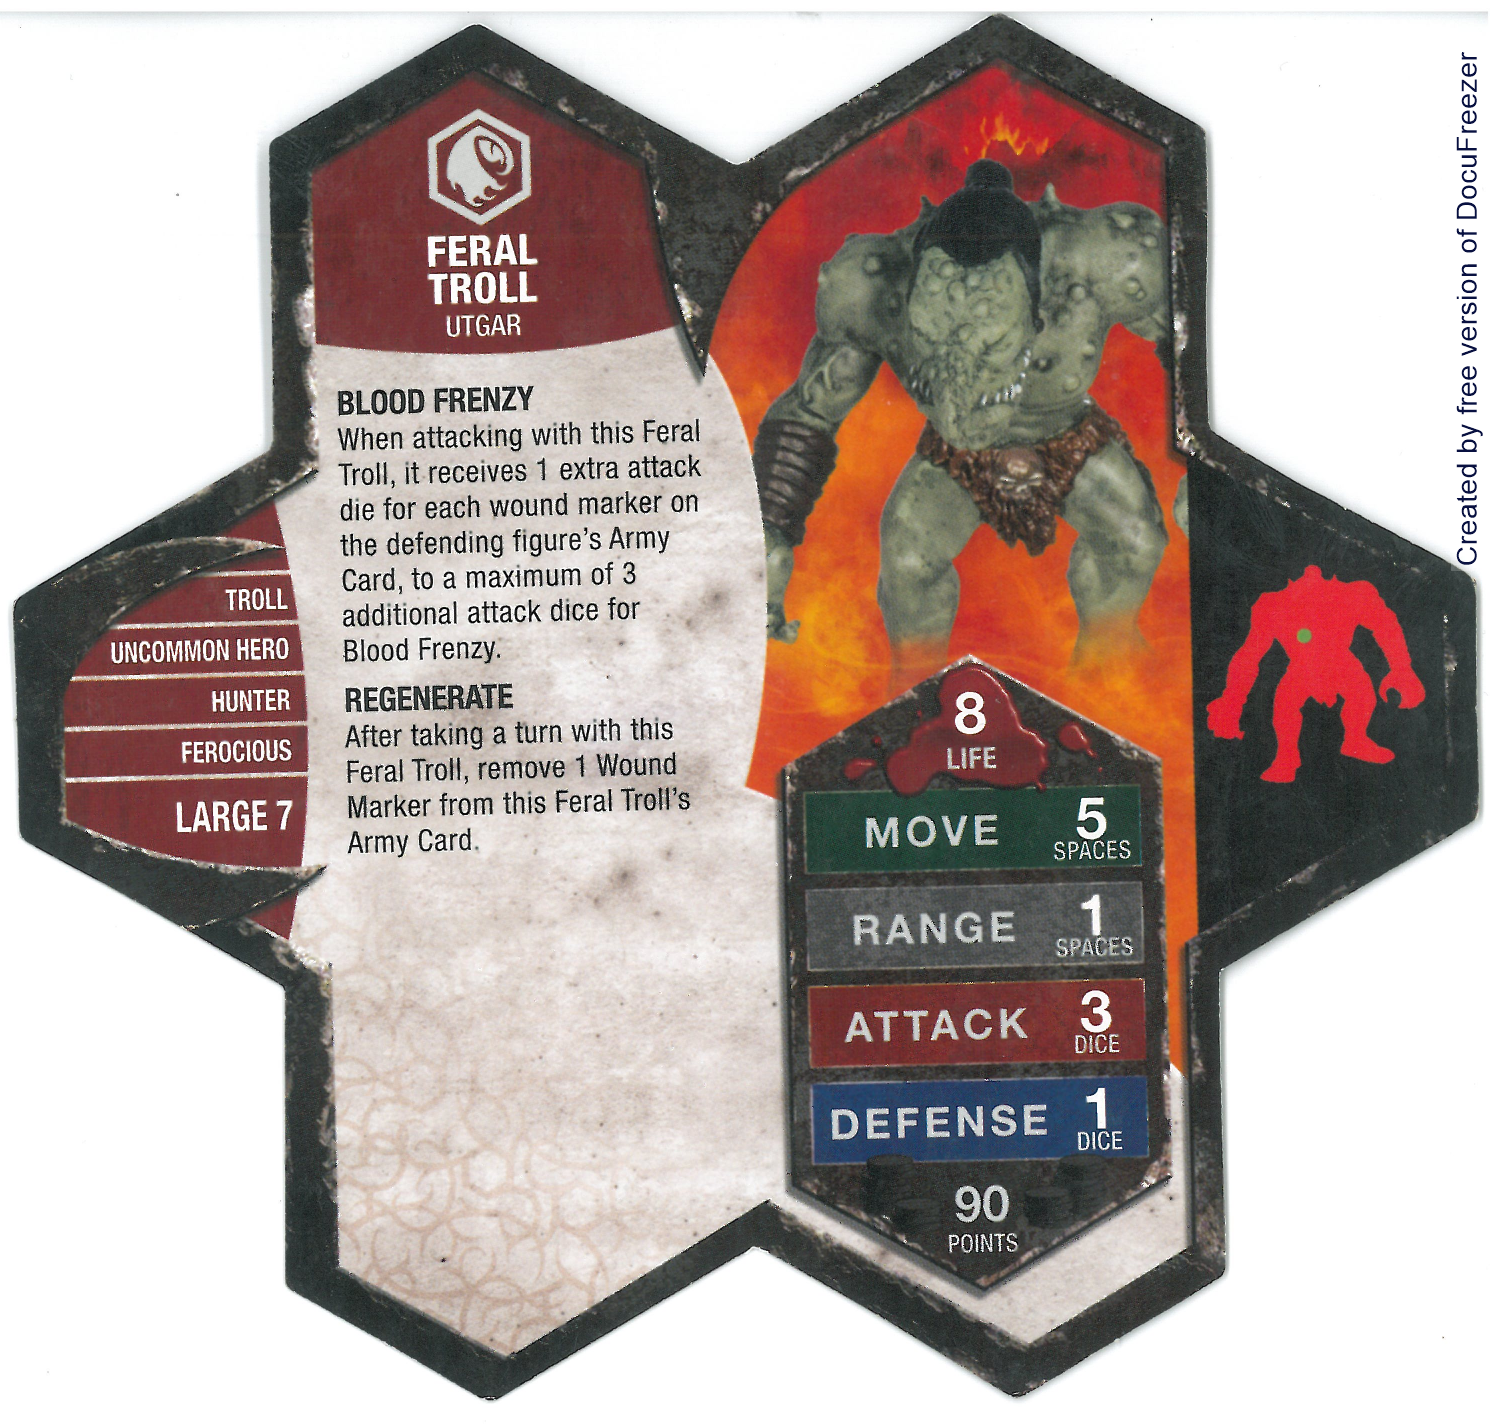 FERAL
TROLL
UTGAR
BLOOD FRENZY
When attacking with this Feral
Troll, it receives 1 extra attack
die for each wound marker on
the defending figure's Army
Card, to a maximum of 3
additional attack dice for
Blood Frenzy.
REGENERATE
After taking a turn with this
Feral Troll, remove 1 Wound
Marker from this Feral Troll's
Army Card.
TROLL
UNCOMMON HERO
HUNTER
FEROCIOUS
LARGE 7
8
LIFE
MOVE 5
SPACES
RANGE 1
SPACES
ATTACK 3
DICE
DEFENSE 1
DICE
90
POINTS
Created by free version of DocuFreezer